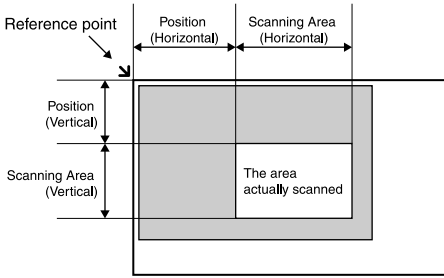 Reference point
Position
(Horizontal)
Scanning Area
(Horizontal)
Position
(Vertical)
Scanning Area
(Vertical)
The area
actually scanned